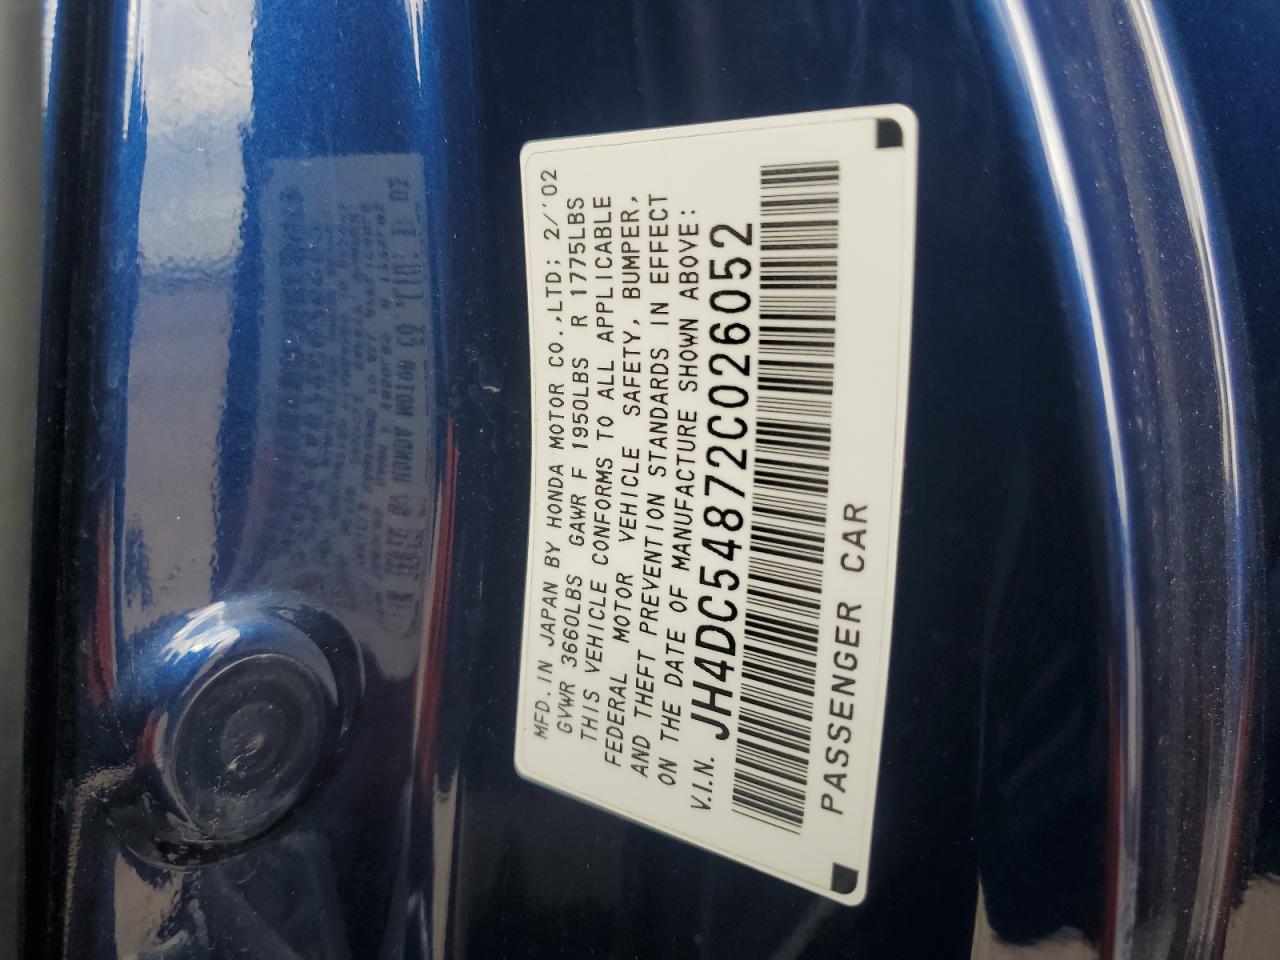 MFD. IN JAPAN BY HONDA MOTOR CO.,LTD; 2/'02
GVWR 3660LBS GAWR F 1950LBS R 1775LBS
THIS VEHICLE CONFORMS TO ALL APPLICABLE
FEDERAL MOTOR VEHICLE SAFETY, BUMPER,
AND THEFT PREVENTION STANDARDS IN EFFECT
ON THE DATE OF MANUFACTURE SHOWN ABOVE:
V.I.N. JH4DC54872C026052
PASSENGER CAR